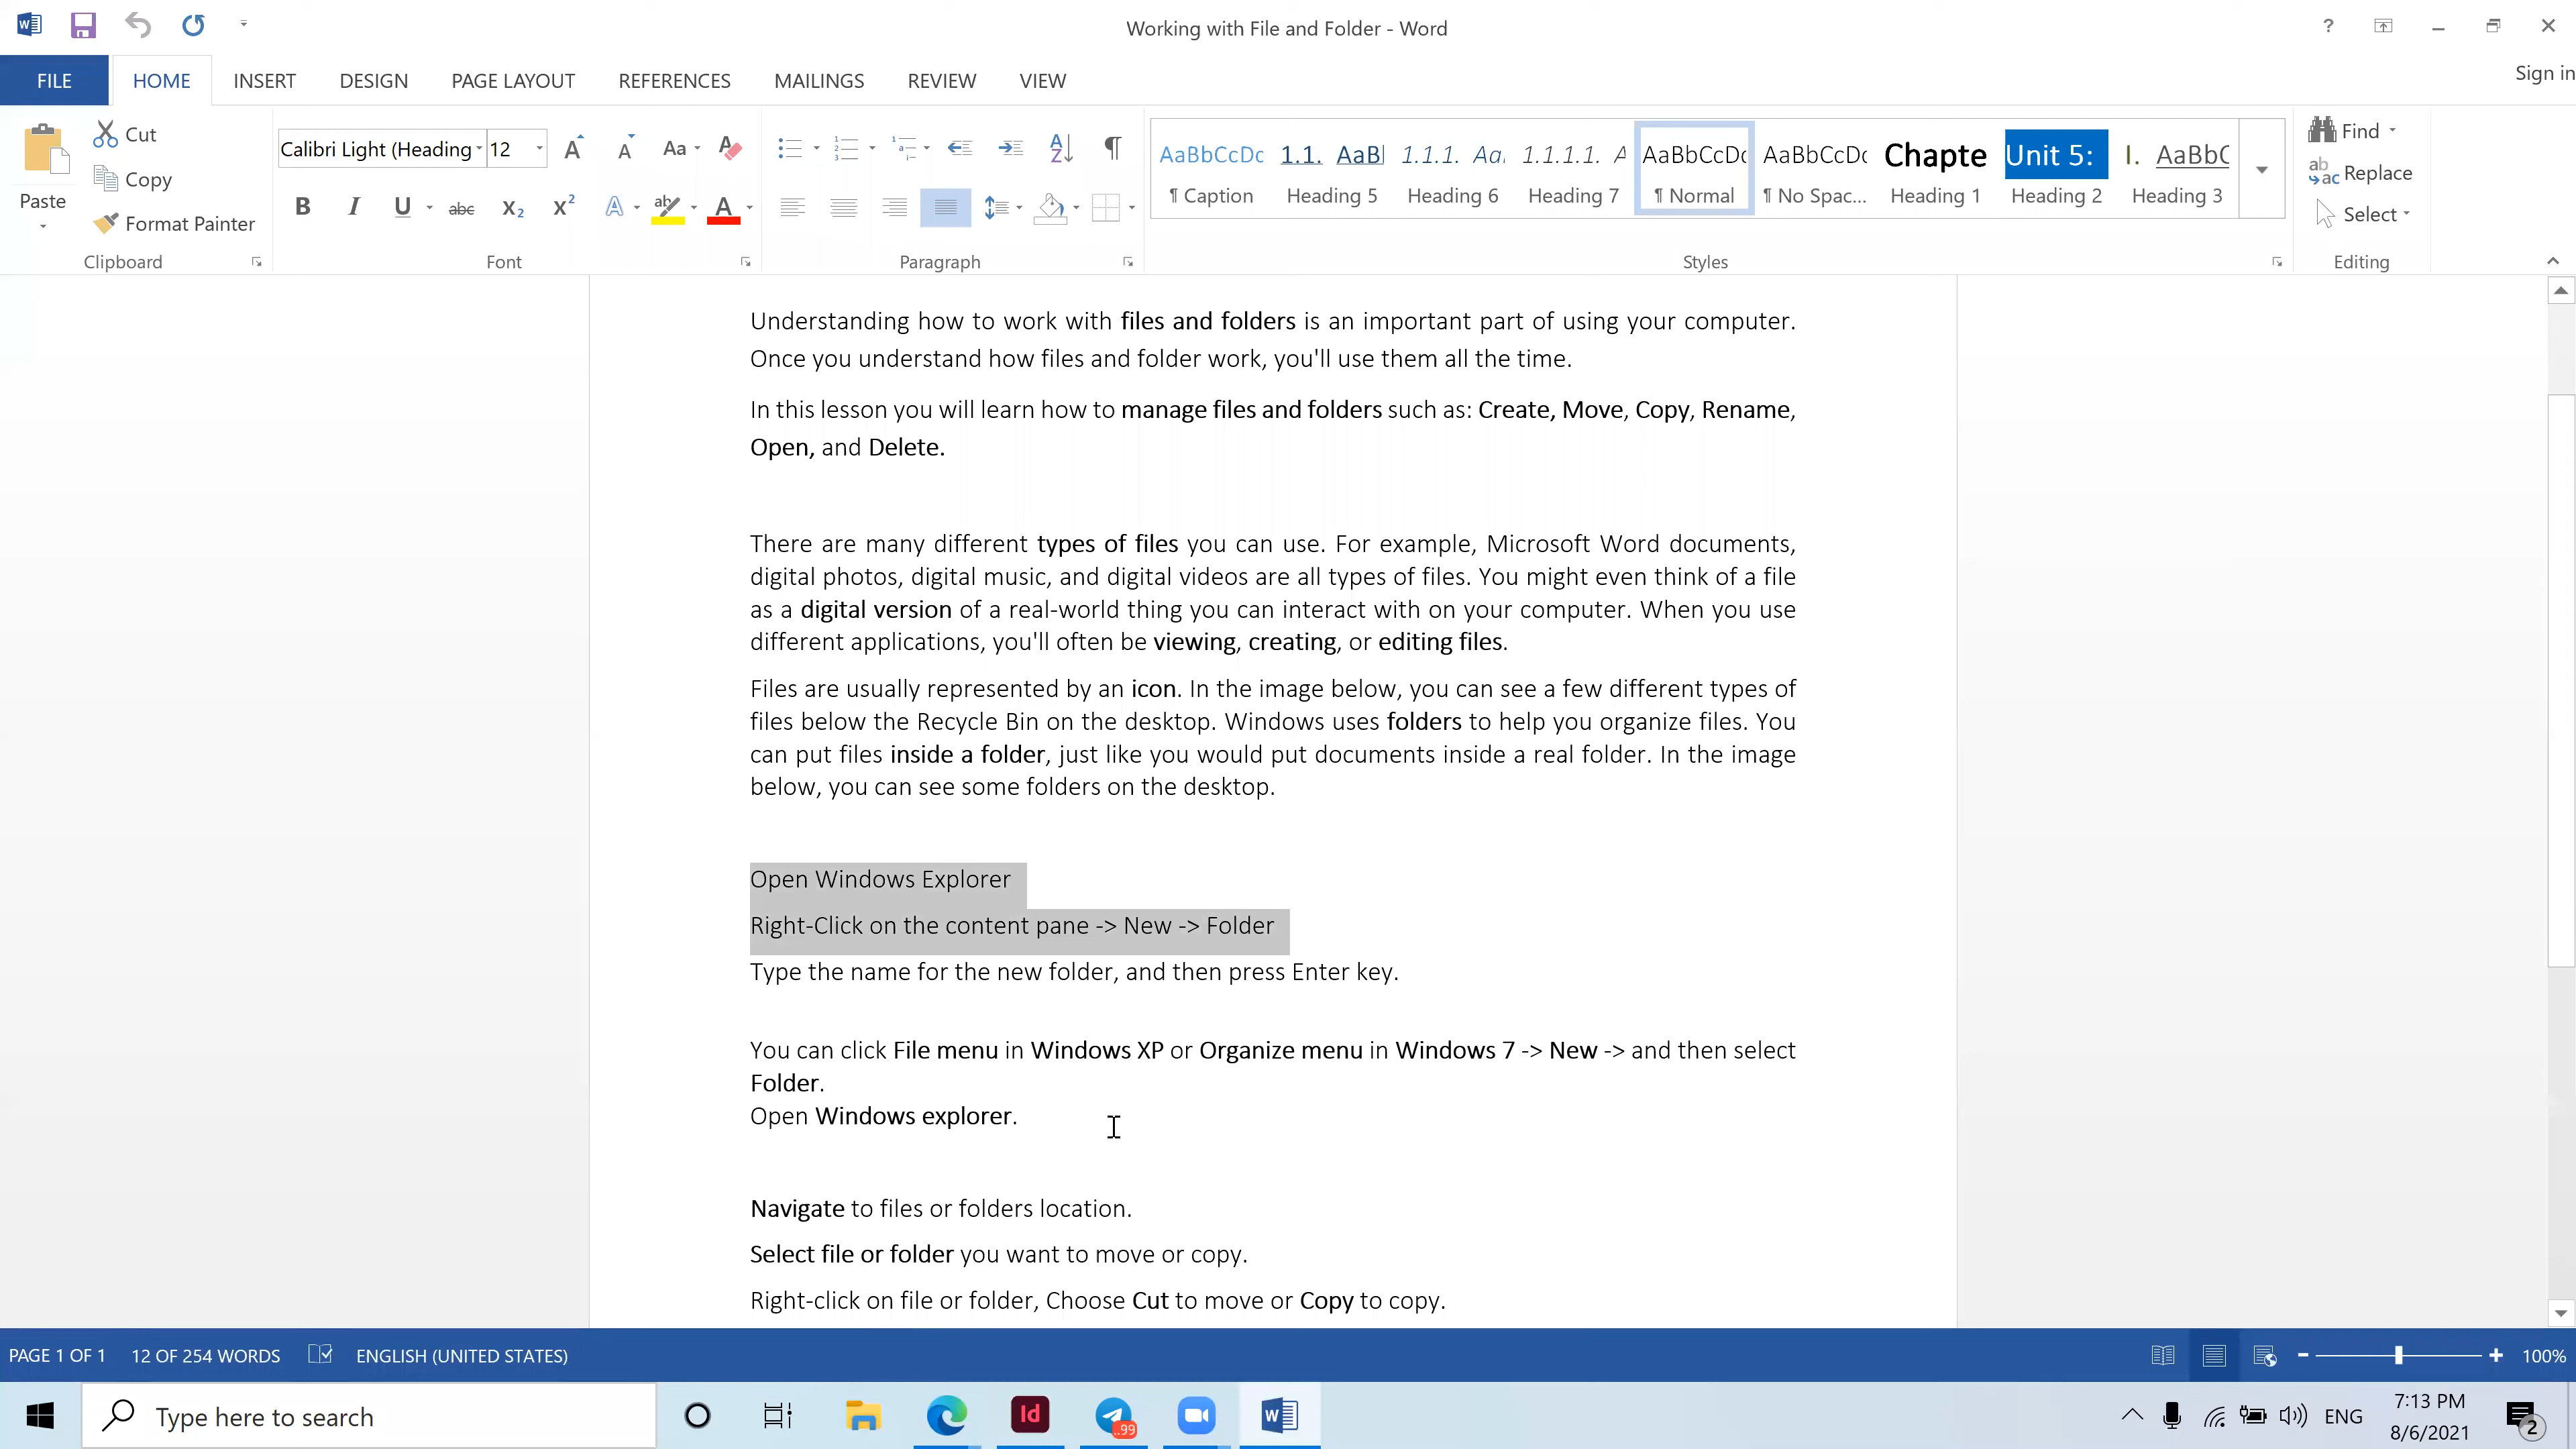 Working with File and Folder - Word
?
Sign in
FILE HOME INSERT DESIGN PAGE LAYOUT REFERENCES MAILINGS REVIEW VIEW
Paste
Cut
Copy
Format Painter
Clipboard
Calibri Light (Heading 12
Font
Paragraph
AaBbCcDc 1.1. AaB 1.1.1. Aa 1.1.1.1. A AaBbCcDc AaBbCcDc Chapte Unit 5: I. AaBbC
¶ Caption Heading 5 Heading 6 Heading 7 ¶ Normal ¶ No Spac... Heading 1 Heading 2 Heading 3
Styles
Find
Replace
Select
Editing
Understanding how to work with files and folders is an important part of using your computer.
Once you understand how files and folder work, you'll use them all the time.
In this lesson you will learn how to manage files and folders such as: Create, Move, Copy, Rename,
Open, and Delete.
There are many different types of files you can use. For example, Microsoft Word documents,
digital photos, digital music, and digital videos are all types of files. You might even think of a file
as a digital version of a real-world thing you can interact with on your computer. When you use
different applications, you'll often be viewing, creating, or editing files.
Files are usually represented by an icon. In the image below, you can see a few different types of
files below the Recycle Bin on the desktop. Windows uses folders to help you organize files. You
can put files inside a folder, just like you would put documents inside a real folder. In the image
below, you can see some folders on the desktop.
Open Windows Explorer
Right-Click on the content pane -> New -> Folder
Type the name for the new folder, and then press Enter key.
You can click File menu in Windows XP or Organize menu in Windows 7 -> New -> and then select
Folder.
Open Windows explorer.
Navigate to files or folders location.
Select file or folder you want to move or copy.
Right-click on file or folder, Choose Cut to move or Copy to copy.
PAGE 1 OF 1 12 OF 254 WORDS ENGLISH (UNITED STATES) 100%
Type here to search
Id
..99
ENG
7:13 PM
8/6/2021
2